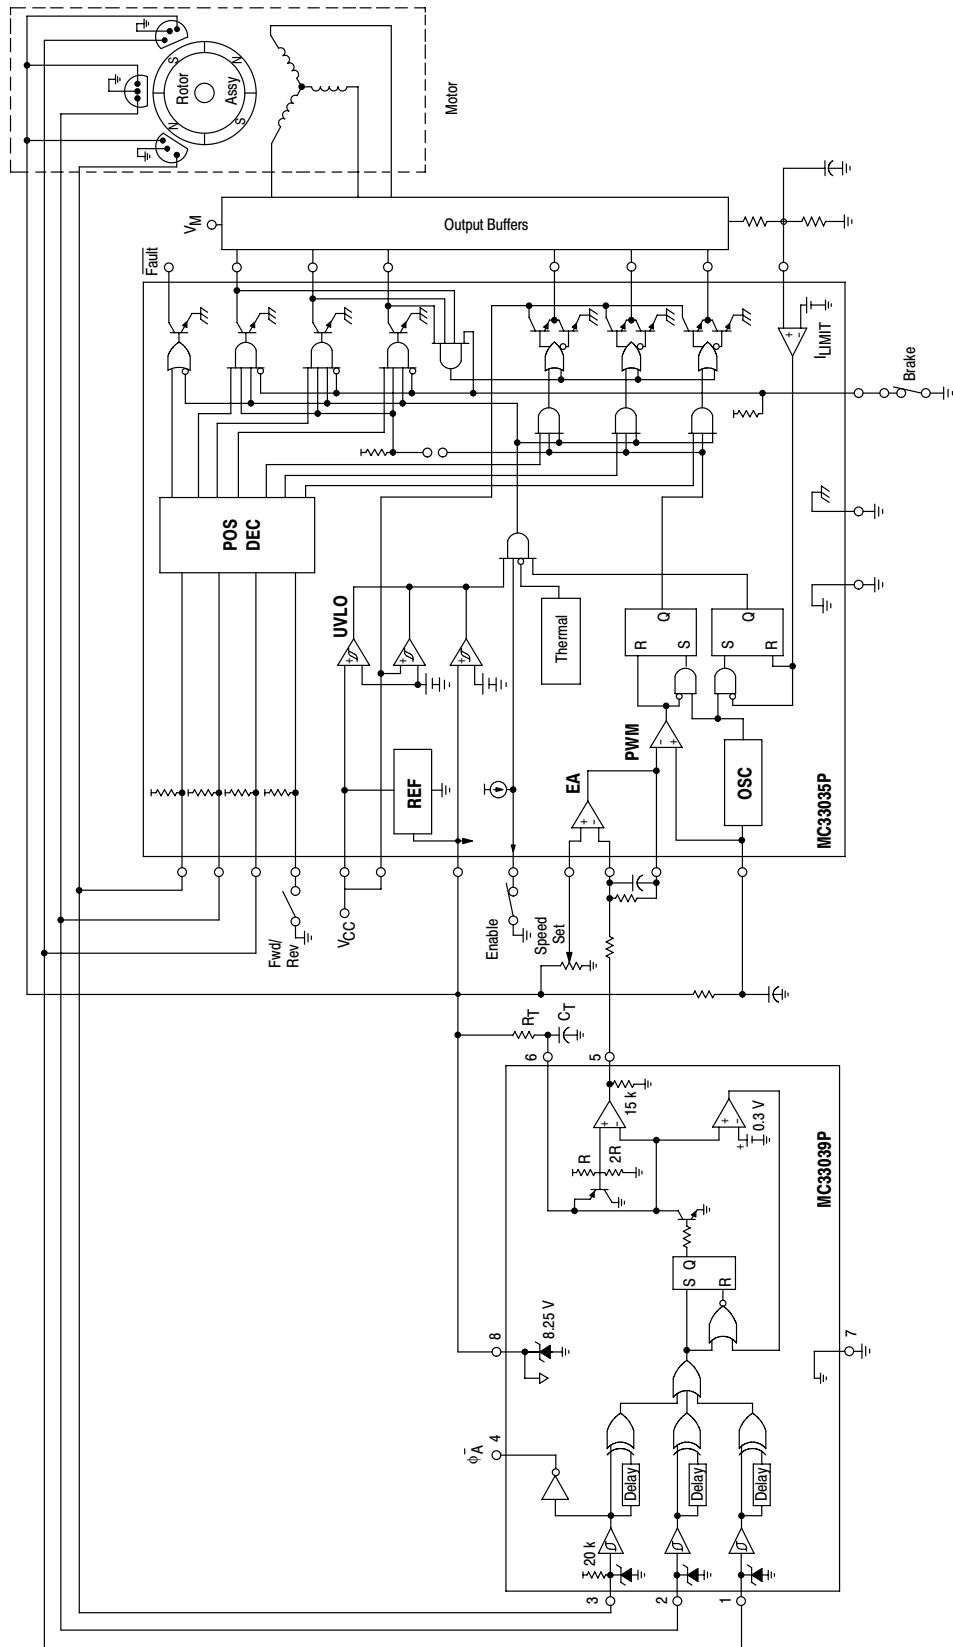 Rotor
Assy
N
S
N
S
Motor
VM
Output Buffers
Fault
ILIMIT
Brake
POS
DEC
UVLO
Thermal
R
Q
S
S
Q
R
REF
EA
PWM
OSC
MC33035P
Fwd/
Rev
VCC
Enable
Speed
Set
RT
CT
6
5
15 k
R
2R
0.3 V
MC33039P
S
Q
R
8
8.25 V
7
4
ϕA
Delay
Delay
Delay
20 k
3
2
1